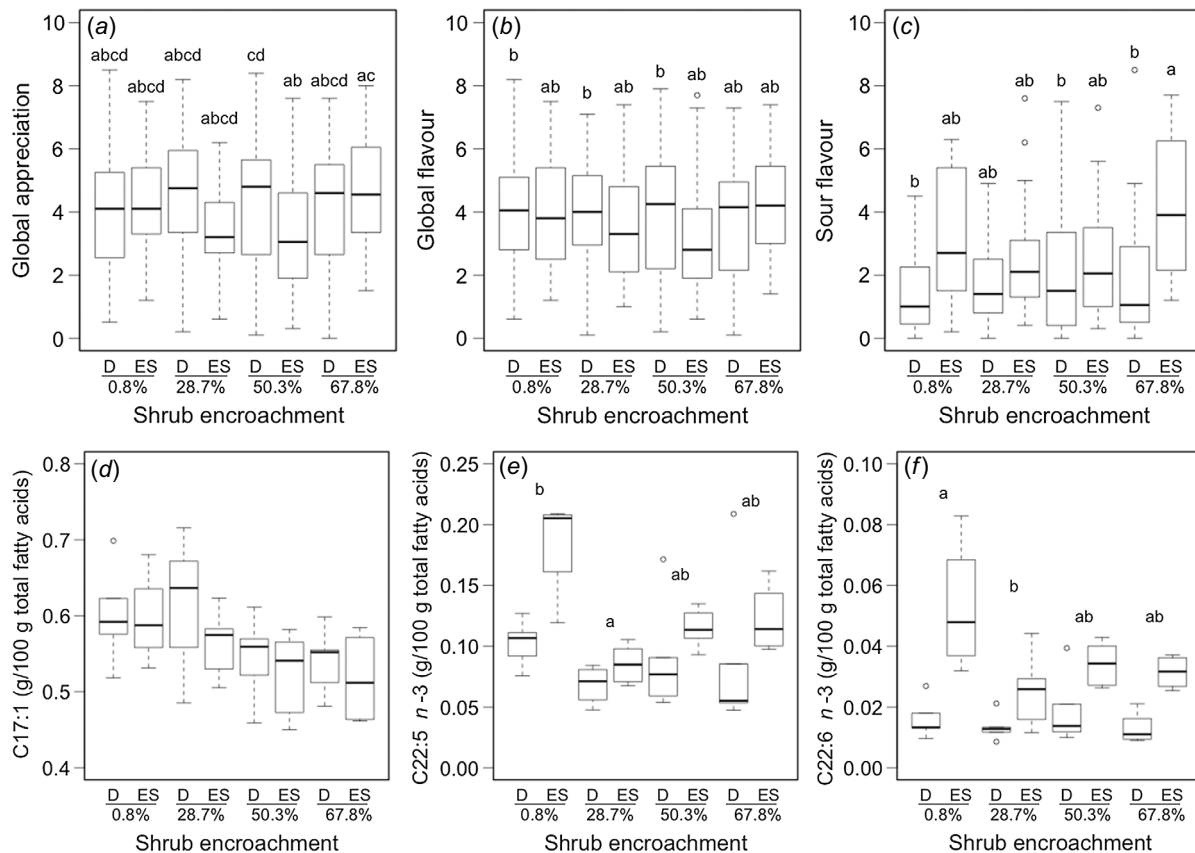 (a)
10
8
6
4
2
0
Global appreciation
abcd
abcd
abcd
abcd
cd
ab
abcd
ac
D ES D ES D ES D ES
0.8% 28.7% 50.3% 67.8%
Shrub encroachment
(b)
10
8
6
4
2
0
Global flavour
b
ab
b
ab
b
ab
ab
ab
D ES D ES D ES D ES
0.8% 28.7% 50.3% 67.8%
Shrub encroachment
(c)
10
8
6
4
2
0
Sour flavour
b
ab
ab
ab
b
ab
b
a
D ES D ES D ES D ES
0.8% 28.7% 50.3% 67.8%
Shrub encroachment
(d)
0.8
0.7
0.6
0.5
0.4
C17:1 (g/100 g total fatty acids)
D ES D ES D ES D ES
0.8% 28.7% 50.3% 67.8%
Shrub encroachment
(e)
0.25
0.20
0.15
0.10
0.05
0.00
C22:5 n -3 (g/100 g total fatty acids)
b
a
ab
ab
D ES D ES D ES D ES
0.8% 28.7% 50.3% 67.8%
Shrub encroachment
(f)
0.10
0.08
0.06
0.04
0.02
0.00
C22:6 n -3 (g/100 g total fatty acids)
a
b
ab
ab
D ES D ES D ES D ES
0.8% 28.7% 50.3% 67.8%
Shrub encroachment